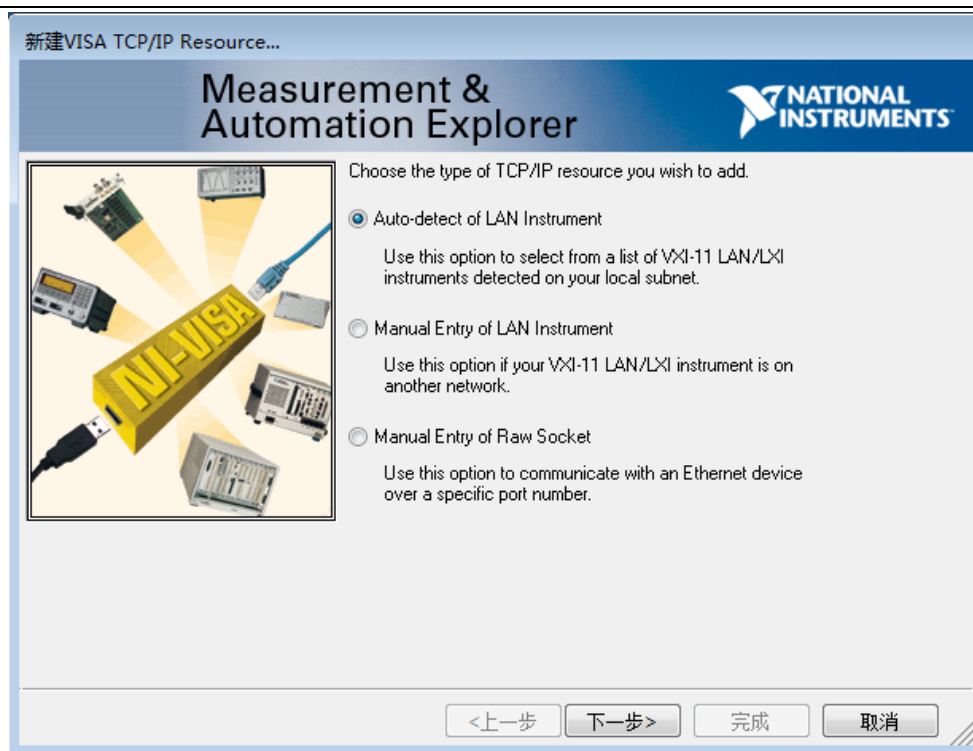 新建VISA TCP/IP Resource...
Measurement &
Automation Explorer
NATIONAL
INSTRUMENTS
NI-VISA
Choose the type of TCP/IP resource you wish to add.
Auto-detect of LAN Instrument
Use this option to select from a list of VXI-11 LAN/LXI
instruments detected on your local subnet.
Manual Entry of LAN Instrument
Use this option if your VXI-11 LAN/LXI instrument is on
another network.
Manual Entry of Raw Socket
Use this option to communicate with an Ethernet device
over a specific port number.
<上一步 下一步> 完成 取消